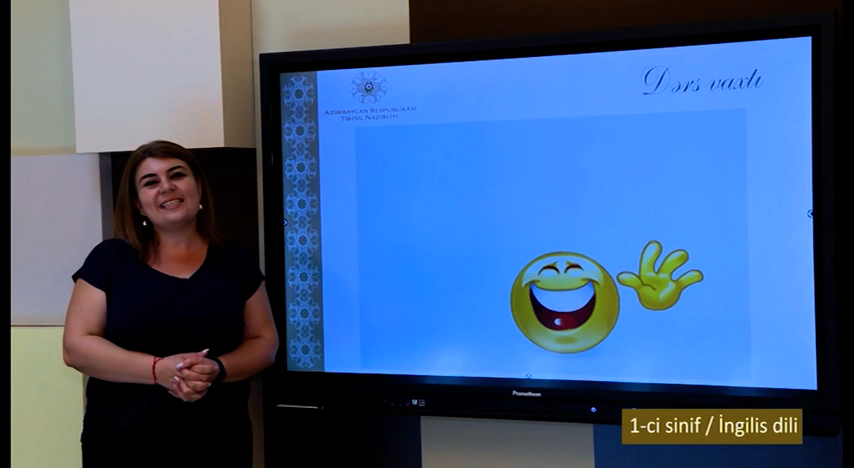 Dərs vaxtı
AZƏRBAYCAN RESPUBLİKASI
TƏHSİL NAZİRLİYİ
Promethean
1-ci sinif / İngilis dili